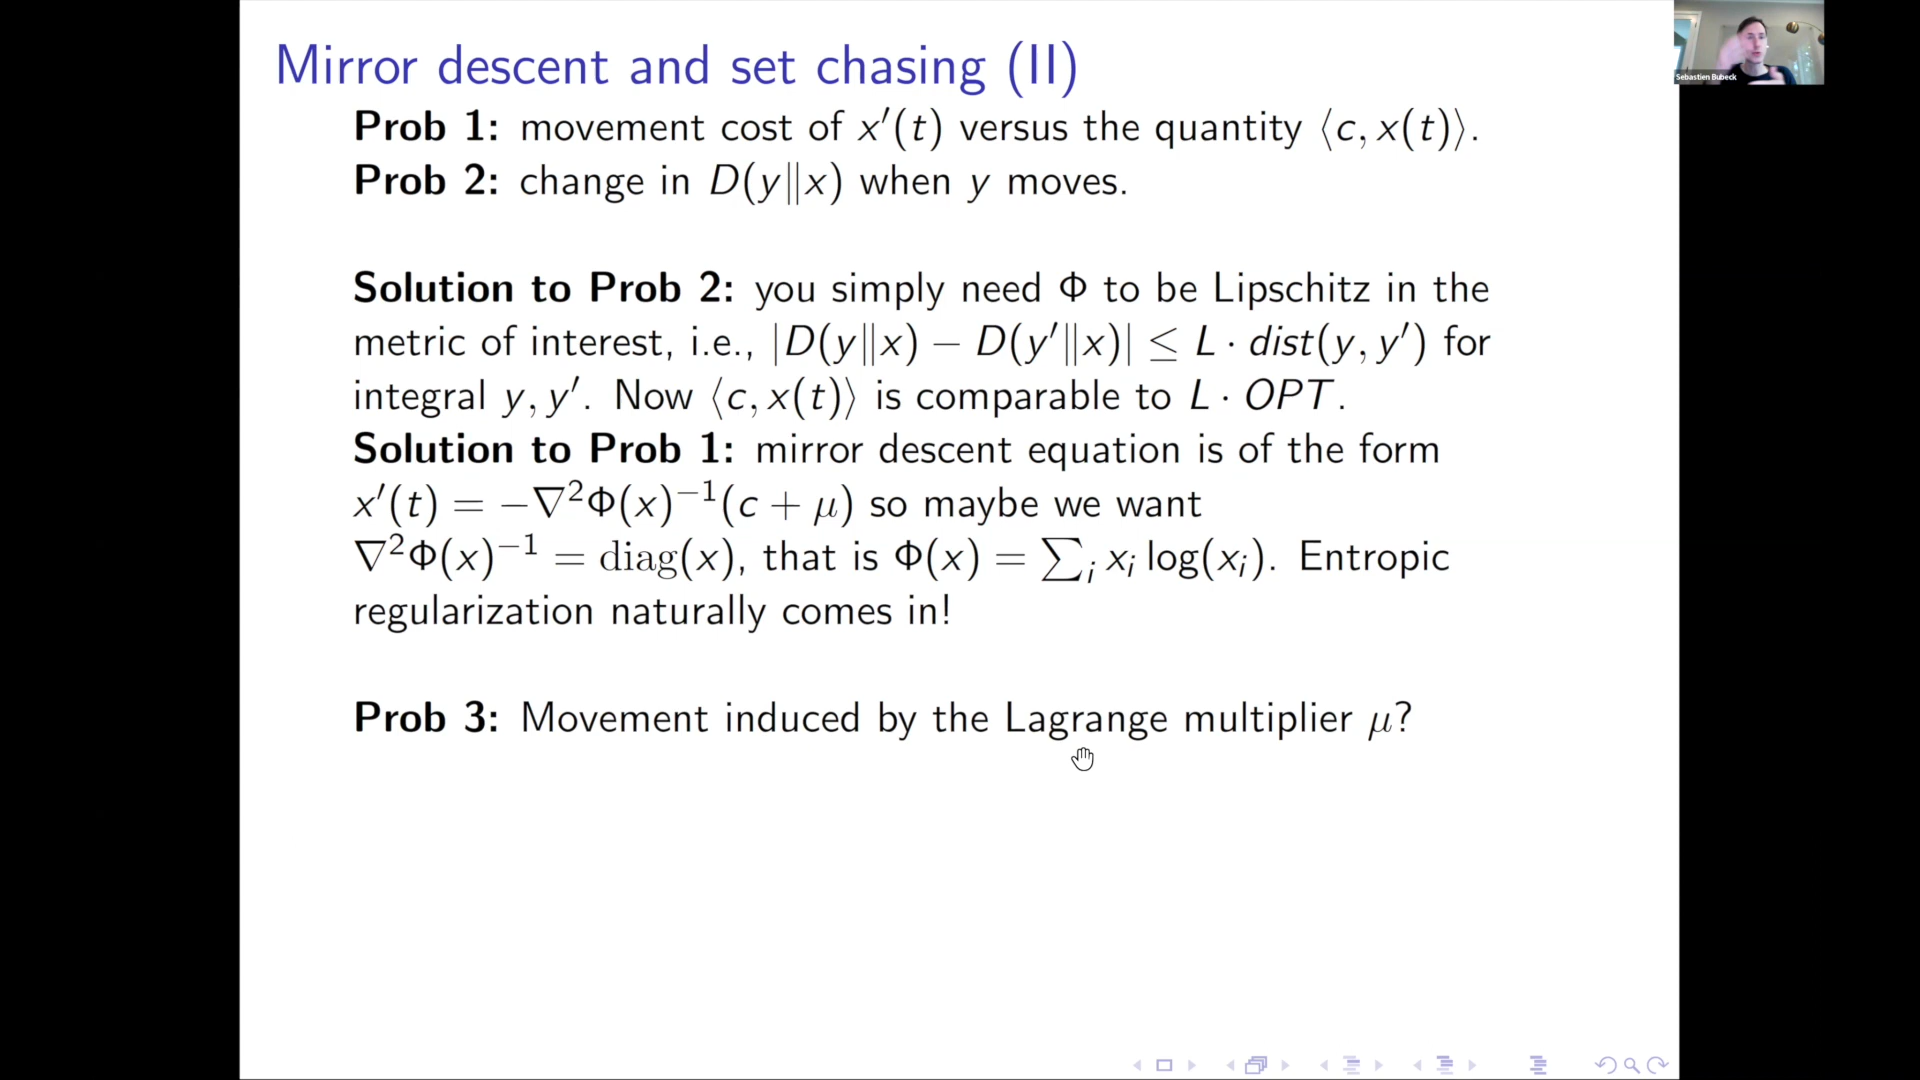 Mirror descent and set chasing (II)
Sebastien Bubeck
Prob 1: movement cost of x′(t) versus the quantity ⟨c, x(t)⟩.
Prob 2: change in D(y‖x) when y moves.
Solution to Prob 2: you simply need Φ to be Lipschitz in the
metric of interest, i.e., |D(y‖x) − D(y′‖x)| ≤ L · dist(y, y′) for
integral y, y′. Now ⟨c, x(t)⟩ is comparable to L · OPT.
Solution to Prob 1: mirror descent equation is of the form
x′(t) = −∇²Φ(x)⁻¹(c + μ) so maybe we want
∇²Φ(x)⁻¹ = diag(x), that is Φ(x) = ∑ᵢ xᵢ log(xᵢ). Entropic
regularization naturally comes in!
Prob 3: Movement induced by the Lagrange multiplier μ?